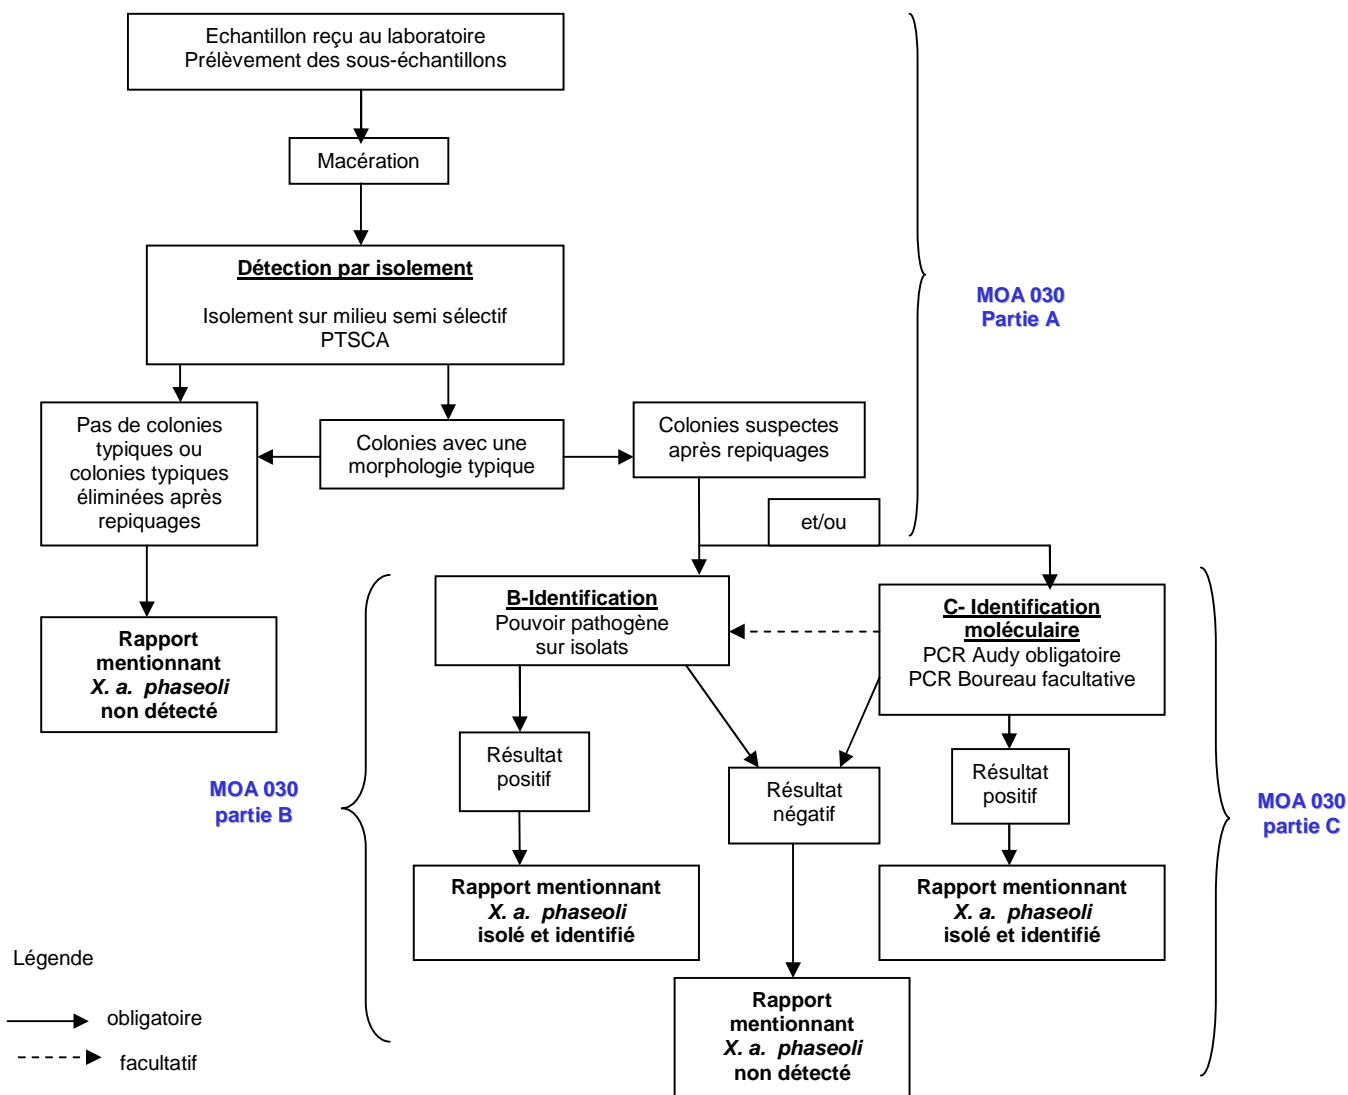 Echantillon reçu au laboratoire
Prélèvement des sous-échantillons
Macération
Détection par isolement
Isolement sur milieu semi sélectif
PTSCA
MOA 030
Partie A
Pas de colonies
typiques ou
colonies typiques
éliminées après
repiquages
Colonies avec une
morphologie typique
Colonies suspectes
après repiquages
et/ou
B-Identification
Pouvoir pathogène
sur isolats
C- Identification
moléculaire
PCR Audy obligatoire
PCR Boureau facultative
Rapport
mentionnant
X. a. phaseoli
non détecté
Résultat
positif
Résultat
négatif
Résultat
positif
MOA 030
partie B
MOA 030
partie C
Rapport mentionnant
X. a. phaseoli
isolé et identifié
Rapport mentionnant
X. a. phaseoli
isolé et identifié
Rapport
mentionnant
X. a. phaseoli
non détecté
Légende
obligatoire
facultatif